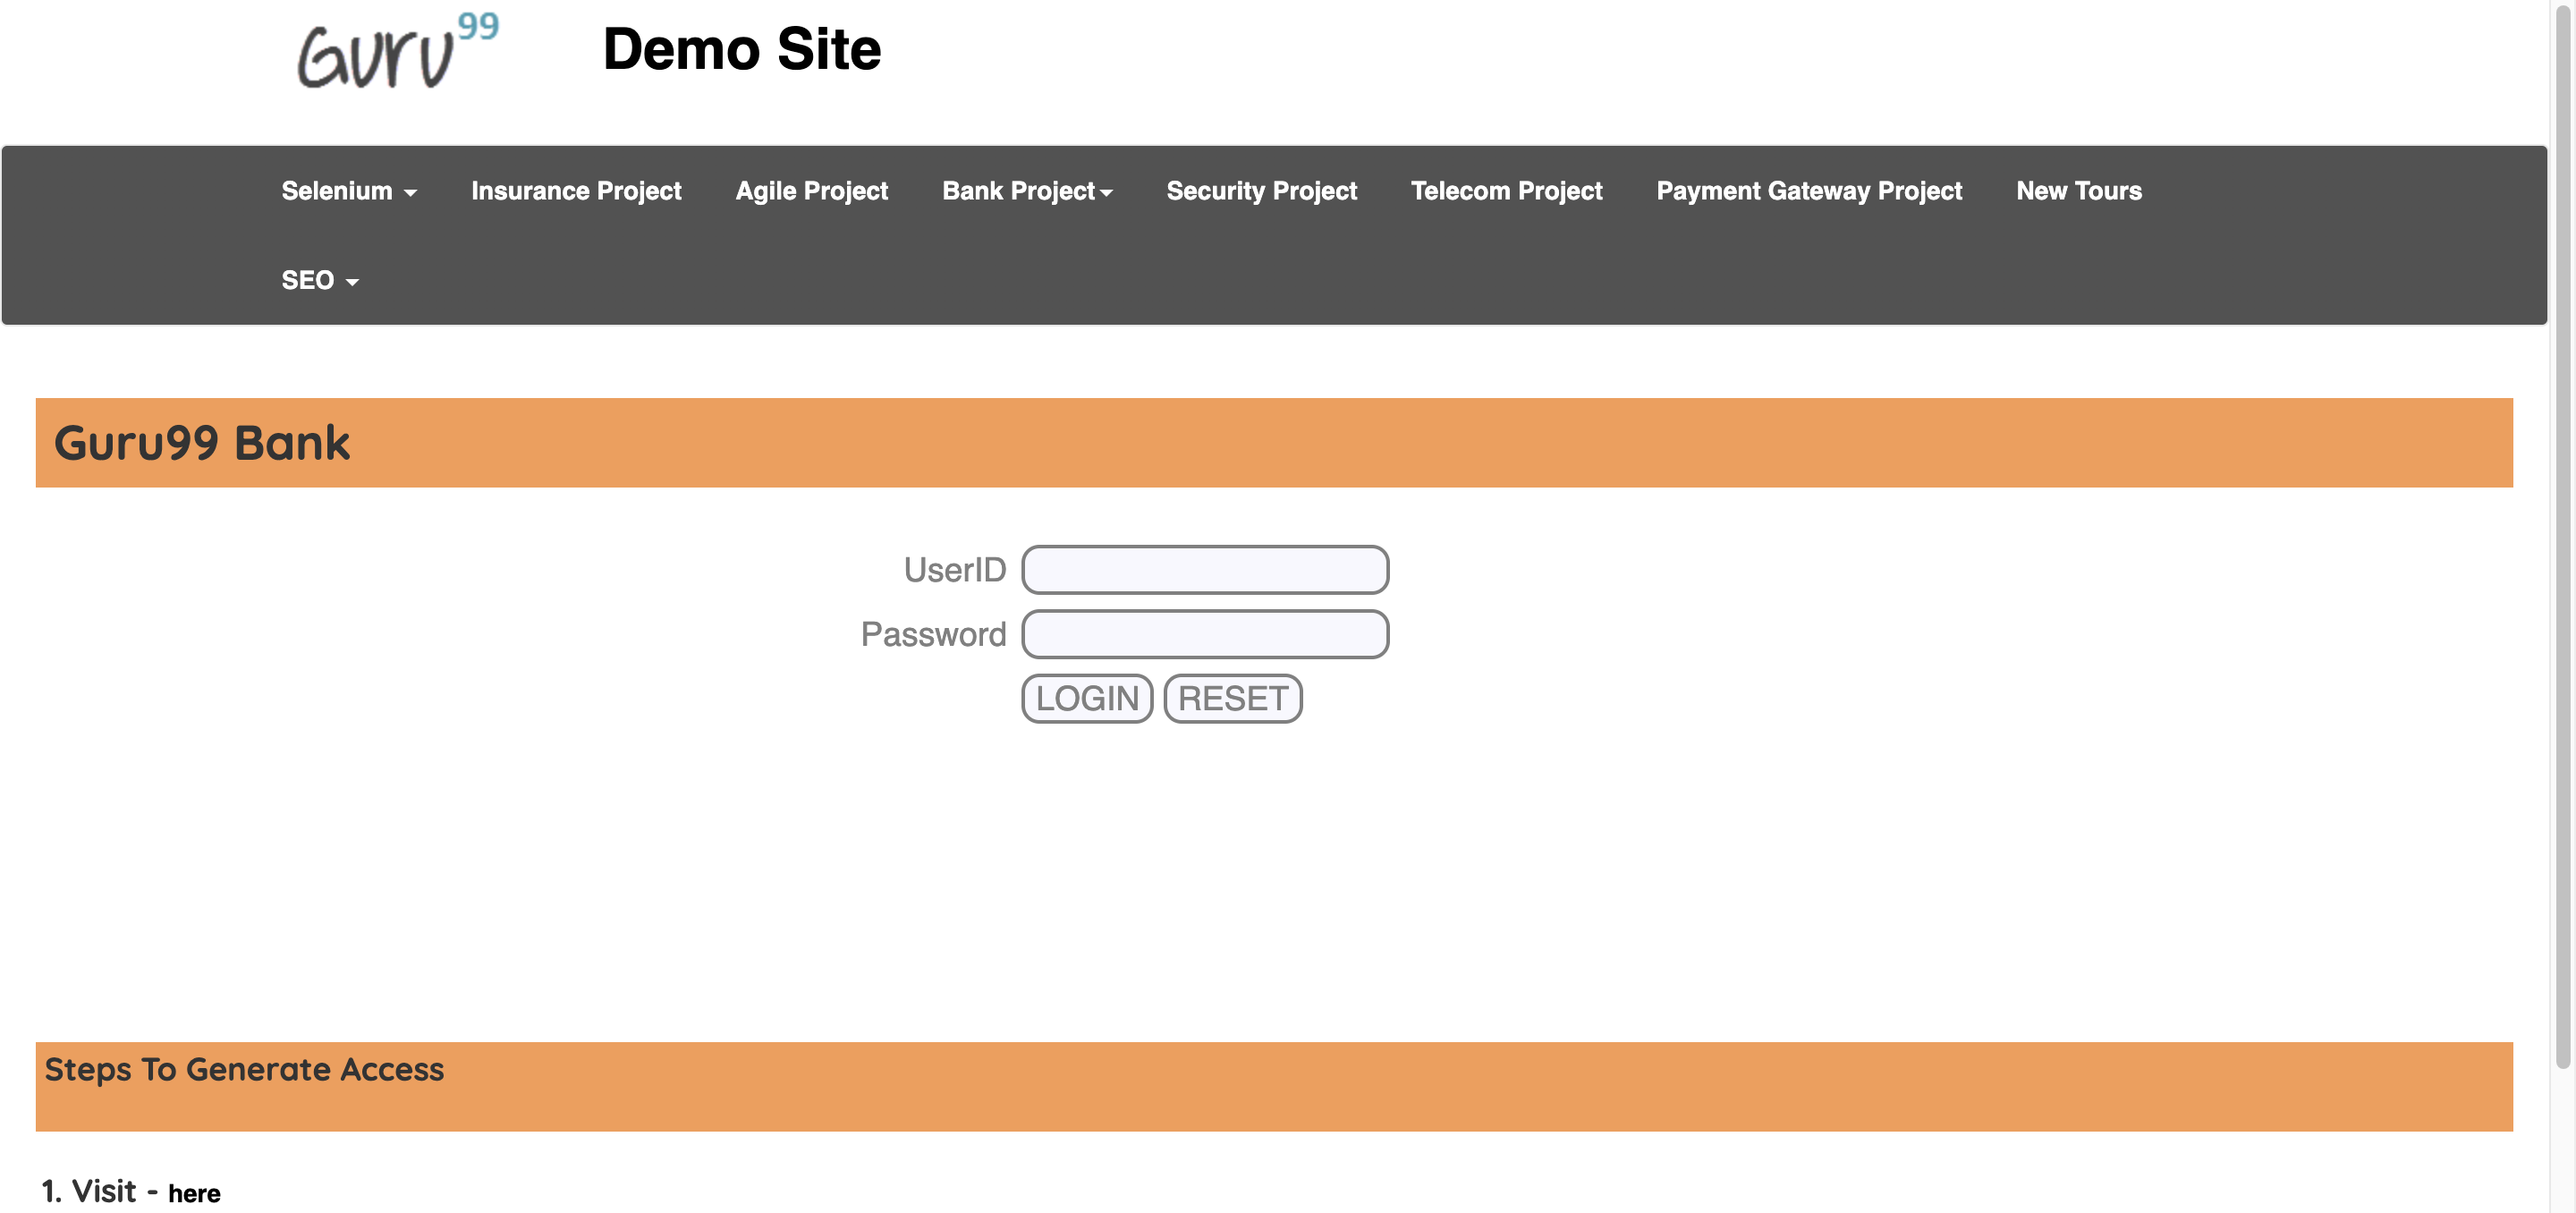 Guru99 Demo Site
Selenium Insurance Project Agile Project Bank Project Security Project Telecom Project Payment Gateway Project New Tours
SEO
Guru99 Bank
UserID
Password
LOGIN RESET
Steps To Generate Access
1. Visit - here